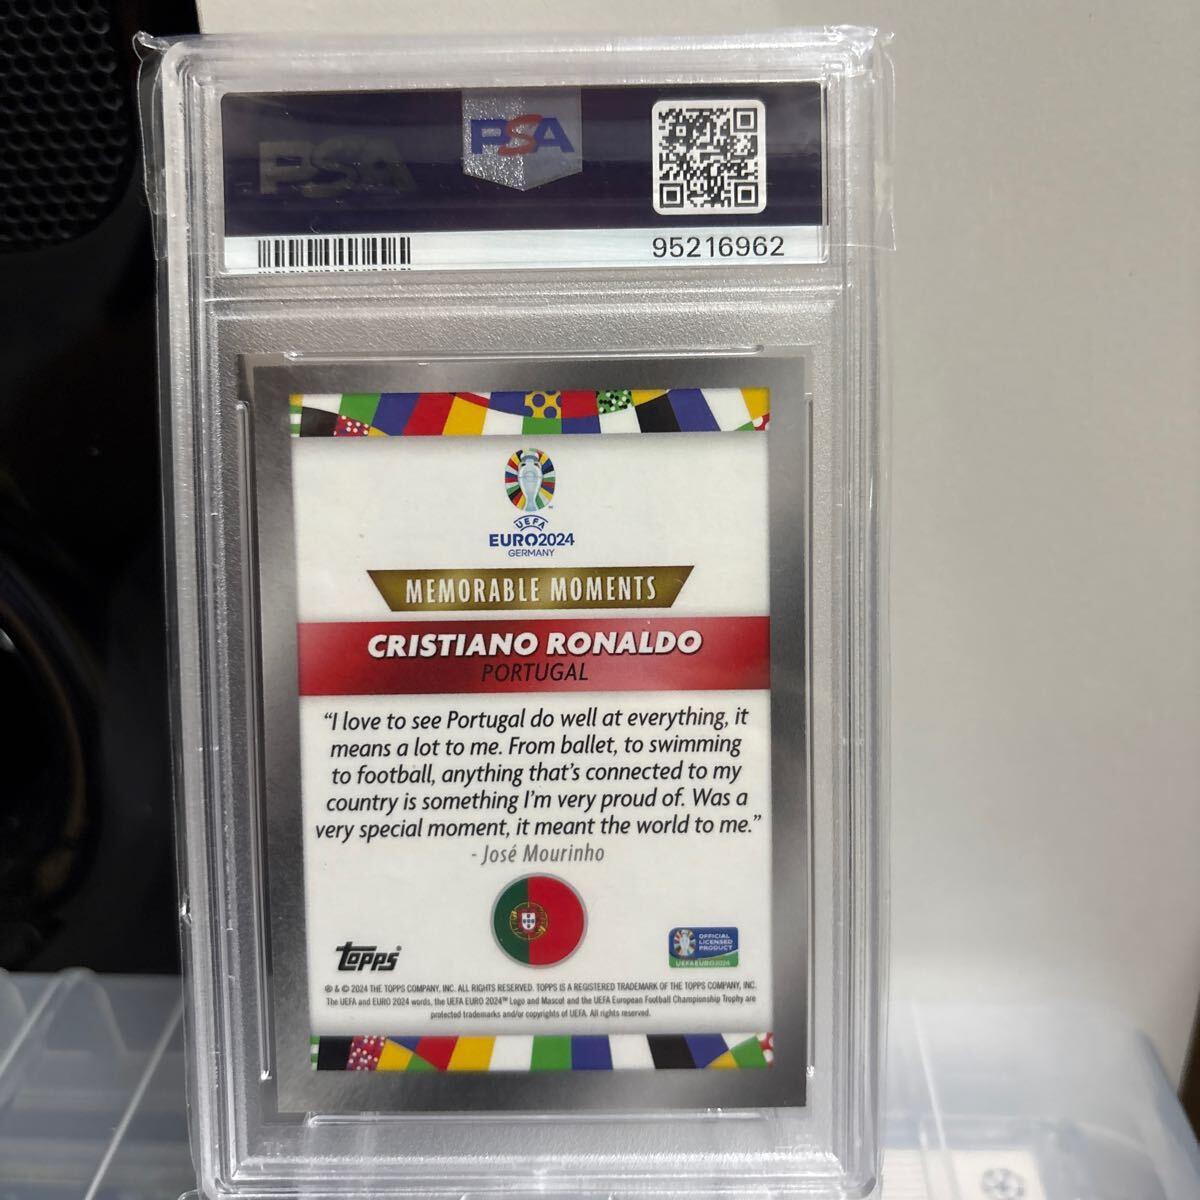 PSA
PSA
95216962
UEFA
EURO2024
GERMANY
MEMORABLE MOMENTS
CRISTIANO RONALDO
PORTUGAL
“I love to see Portugal do well at everything, it
means a lot to me. From ballet, to swimming
to football, anything that’s connected to my
country is something I’m very proud of. Was a
very special moment, it meant the world to me.”
- José Mourinho
topps®
OFFICIAL
LICENSED
PRODUCT
UEFAEURO2024
® & © 2024 THE TOPPS COMPANY, INC. ALL RIGHTS RESERVED. TOPPS IS A REGISTERED TRADEMARK OF THE TOPPS COMPANY, INC.
The UEFA and EURO 2024 words, the UEFA EURO 2024™ Logo and Mascot and the UEFA European Football Championship Trophy are
protected trademarks and/or copyrights of UEFA. All rights reserved.